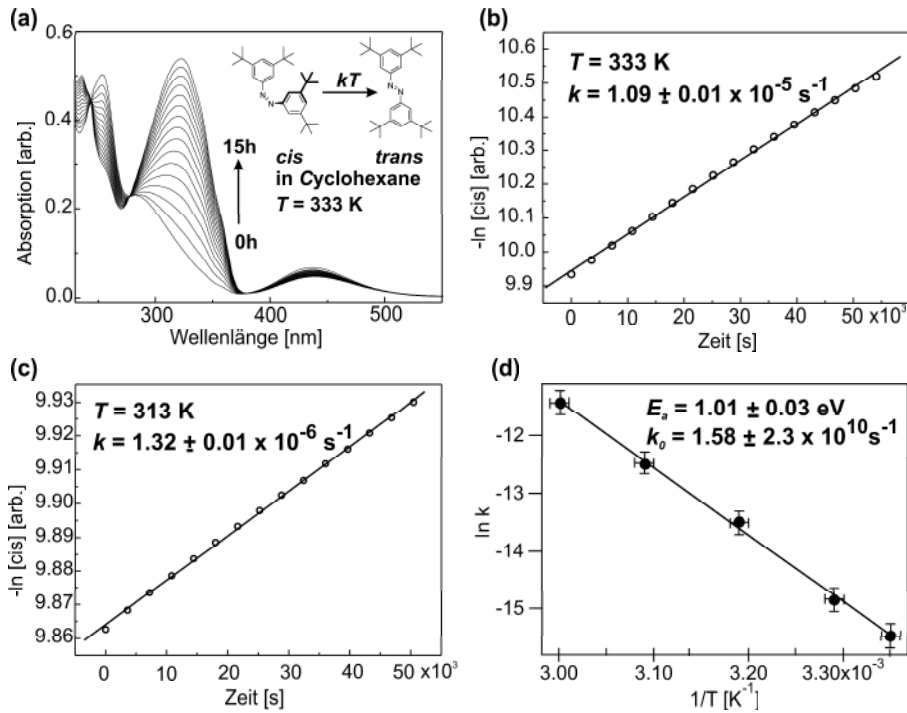 (a)
0.6
0.4
0.2
0.0
Absorption [arb.]
300
400
500
Wellenlänge [nm]
15h
0h
N
N
kT
N
N
cis trans
in Cyclohexane
T = 333 K
(b)
10.6
10.5
10.4
10.3
10.2
10.1
10.0
9.9
-ln [cis] [arb.]
T = 333 K
k = 1.09 ± 0.01 x 10⁻⁵ s⁻¹
0 10 20 30 40 50 x10³
Zeit [s]
(c)
9.93
9.92
9.91
9.90
9.89
9.88
9.87
9.86
-ln [cis] [arb.]
T = 313 K
k = 1.32 ± 0.01 x 10⁻⁶ s⁻¹
0 10 20 30 40 50 x10³
Zeit [s]
(d)
-12
-13
-14
-15
ln k
Eₐ = 1.01 ± 0.03 eV
k₀ = 1.58 ± 2.3 x 10¹⁰s⁻¹
3.00 3.10 3.20 3.30x10⁻³
1/T [K⁻¹]